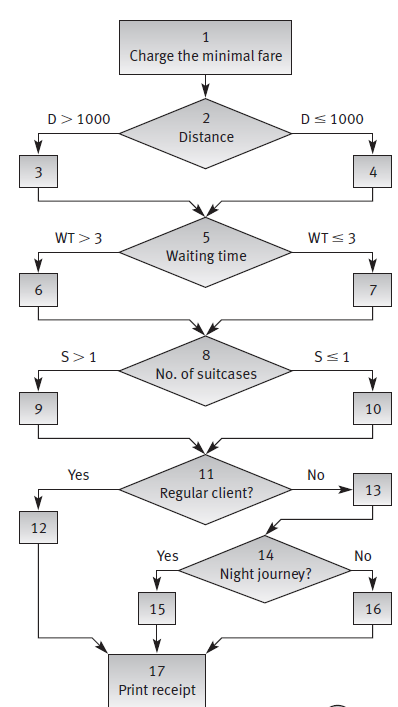 1
Charge the minimal fare
D > 1000
2
Distance
D ≤ 1000
3
4
WT > 3
5
Waiting time
WT ≤ 3
6
7
S > 1
8
No. of suitcases
S ≤ 1
9
10
Yes
11
Regular client?
No
13
12
Yes
14
Night journey?
No
15
16
17
Print receipt